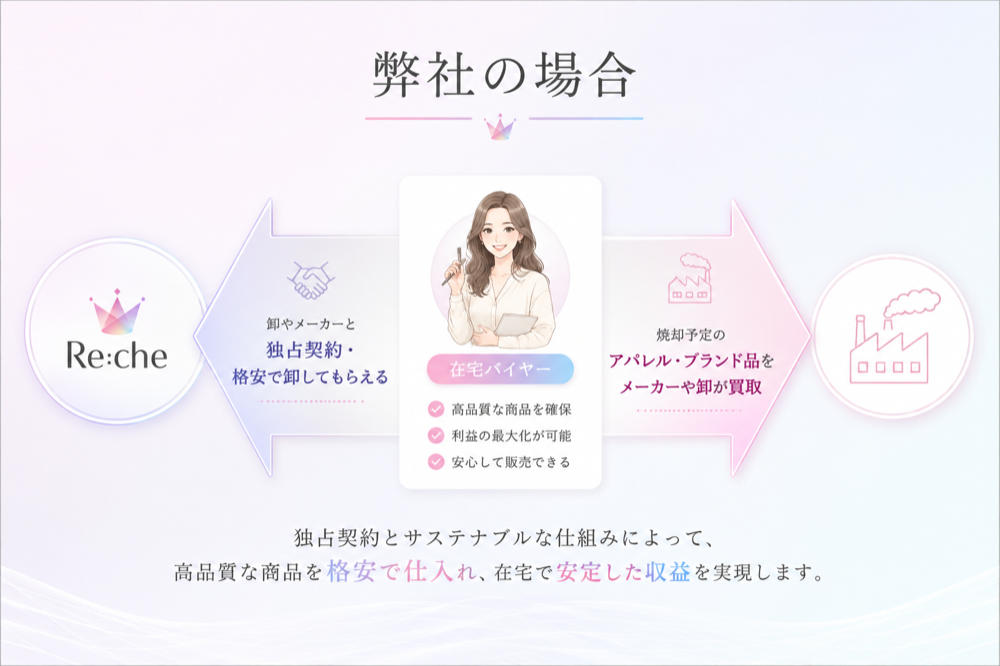 弊社の場合
Re:che
卸やメーカーと
独占契約・
格安で卸してもらえる
在宅バイヤー
高品質な商品を確保
利益の最大化が可能
安心して販売できる
焼却予定の
アパレル・ブランド品を
メーカーや卸が買取
独占契約とサステナブルな仕組みによって、
高品質な商品を格安で仕入れ、在宅で安定した収益を実現します。